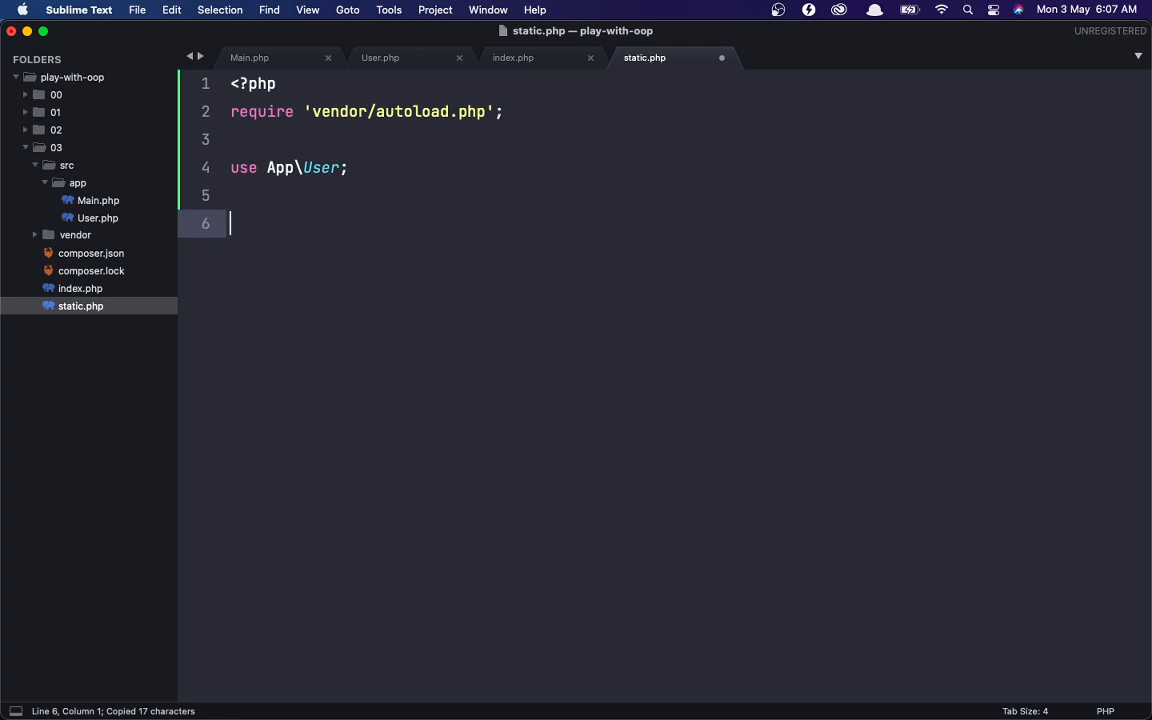 Sublime Text File Edit Selection Find Goto Tools Project Window Help Mon 3 May 6:07 AM
static.php — play-with-oop UNREGISTERED
FOLDERS
play-with-oop
00
01
02
03
src
app
Main.php
User.php
vendor
composer.json
composer.lock
index.php
static.php
Main.php User.php index.php static.php
1 <?php
2 require 'vendor/autoload.php';
3
4 use App\User;
5
6
Line 6, Column 1; Copied 17 characters Tab Size: 4 PHP